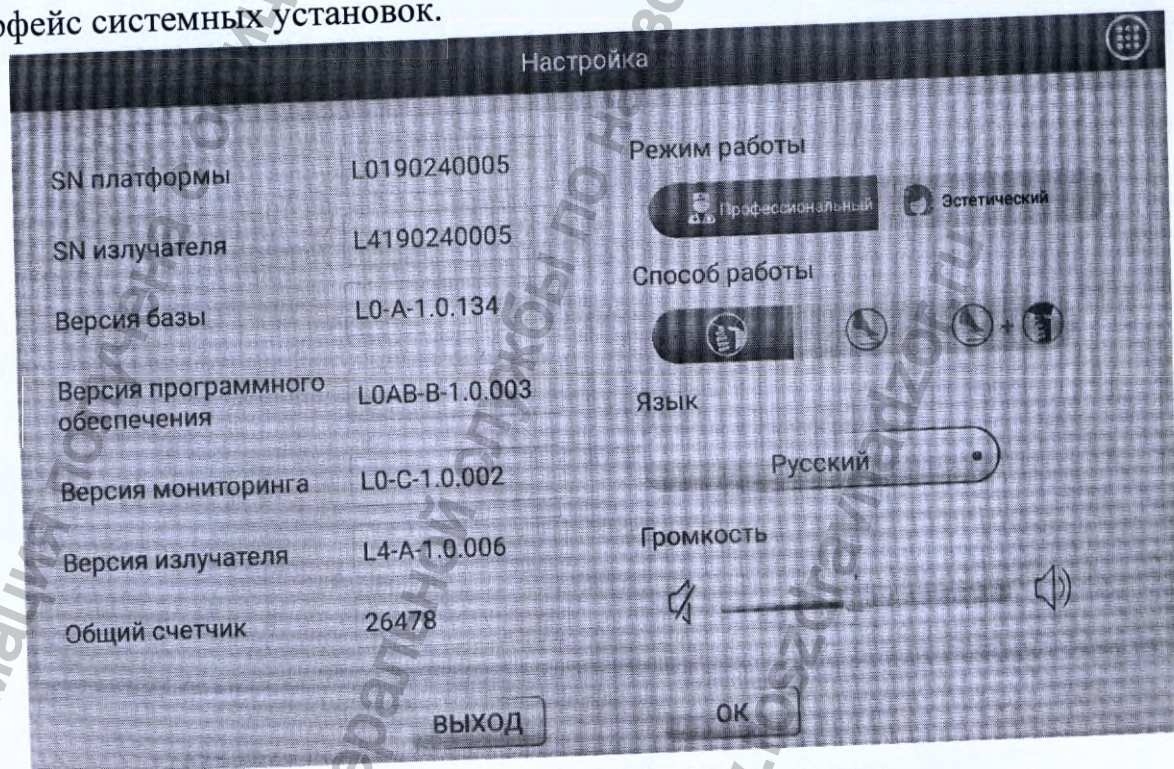 фейс системных установок.
Настройка
SN платформы L0190240005
SN излучателя L4190240005
Версия базы L0-A-1.0.134
Версия программного обеспечения L0AB-B-1.0.003
Версия мониторинга L0-C-1.0.002
Версия излучателя L4-A-1.0.006
Общий счетчик 26478
Режим работы
Профессиональный Эстетический
Способ работы
+
Язык
Русский
Громкость
ВЫХОД OK